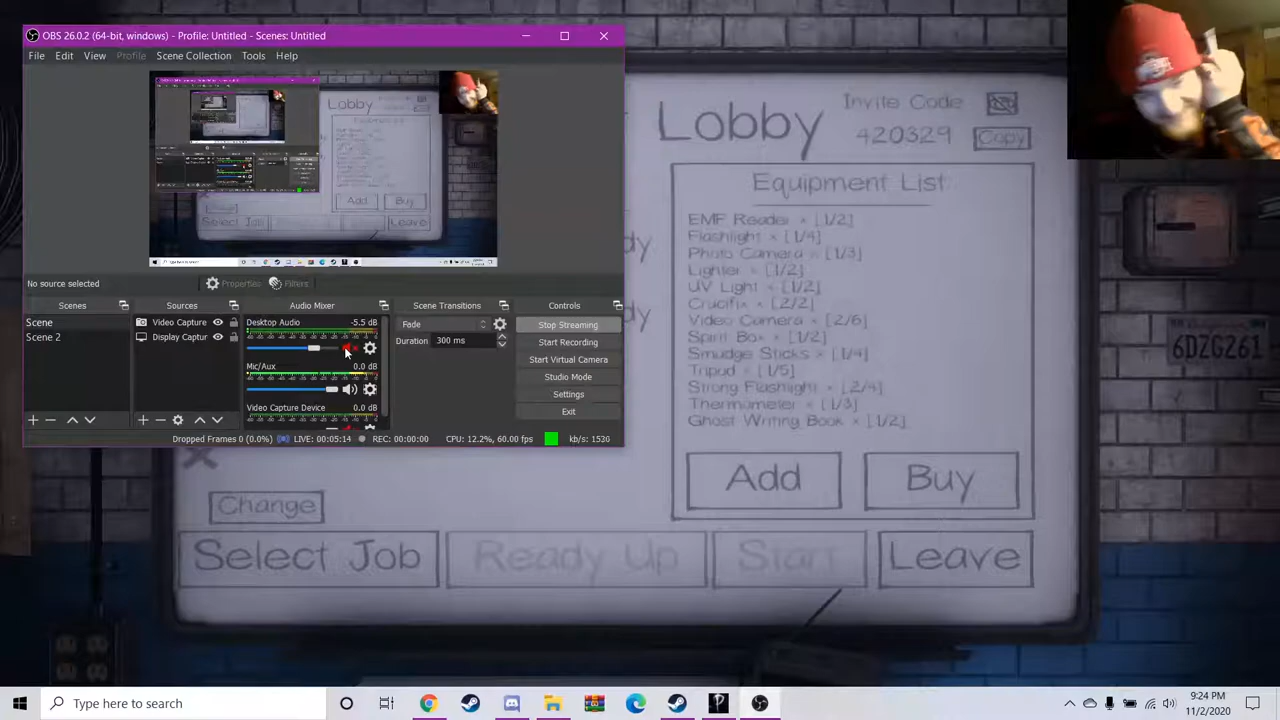 OBS 26.0.2 (64-bit, windows) - Profile: Untitled - Scenes: Untitled
File Edit View Profile Scene Collection Tools Help
Lobby
Add Buy
Leave
No source selected
Properties Filters
Scenes Sources Audio Mixer Scene Transitions Controls
Scene
Scene 2
Video Capture
Display Captur
Desktop Audio -5.5 dB
Mic/Aux 0.0 dB
Video Capture Device 0.0 dB
Fade
Duration 300 ms
Stop Streaming
Start Recording
Start Virtual Camera
Studio Mode
Settings
Exit
Dropped Frames 0 (0.0%) LIVE: 00:05:14 REC: 00:00:00 CPU: 12.2%, 60.00 fps kb/s: 1530
Lobby
Invite Code
420329 Copy
Equipment List
EMF Reader × [1/2]
Flashlight × [1/4]
Photo Camera × [1/3]
Lighter × [1/2]
UV Light × [1/2]
Crucifix × [2/2]
Video Camera × [2/6]
Spirit Box × [1/2]
Smudge Sticks × [1/4]
Tripod × [1/5]
Strong Flashlight × [2/4]
Thermometer × [1/3]
Ghost Writing Book × [1/2]
Add Buy
Change
Select Job Ready Up Start Leave
6DZG261
Type here to search
9:24 PM
11/2/2020